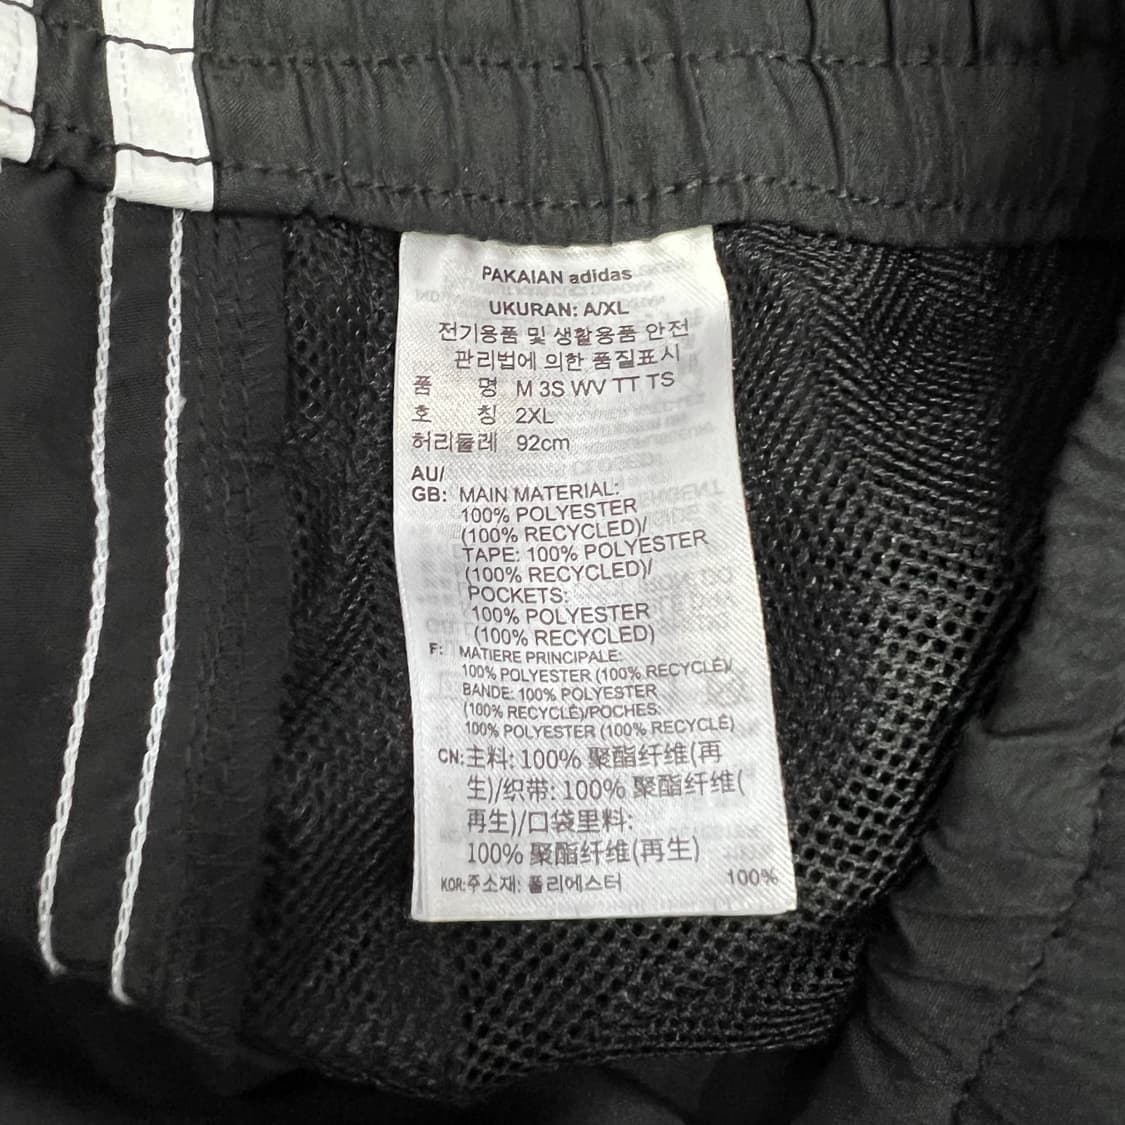 PAKAIAN adidas
UKURAN: A/XL
전기용품 및 생활용품 안전
관리법에 의한 품질표시
품 명 M 3S WV TT TS
호 칭 2XL
허리둘레 92cm
AU/
GB: MAIN MATERIAL:
100% POLYESTER
(100% RECYCLED)/
TAPE: 100% POLYESTER
(100% RECYCLED)/
POCKETS:
100% POLYESTER
(100% RECYCLED)
F: MATIERE PRINCIPALE:
100% POLYESTER (100% RECYCLÉ)/
BANDE: 100% POLYESTER
(100% RECYCLÉ)/POCHES:
100% POLYESTER (100% RECYCLÉ)
CN: 主料: 100% 聚酯纤维(再
生)/织带: 100% 聚酯纤维(
再生)/口袋里料:
100% 聚酯纤维(再生)
KOR: 주소재: 폴리에스터 100%